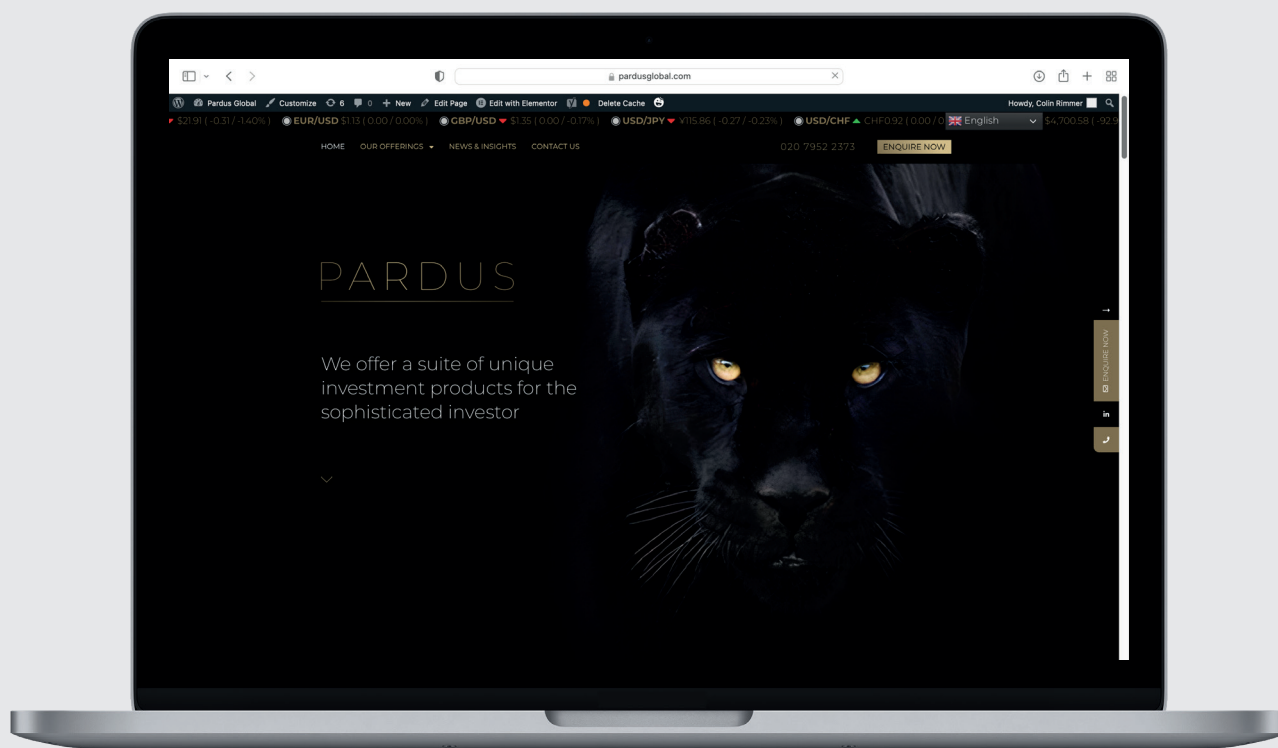 pardusglobal.com
Pardus Global Customize 6 0 New Edit Page Edit with Elementor Delete Cache Howdy, Colin Rimmer
$21.91 ( -0.31 / -1.40% ) EUR/USD $1.13 ( 0.00 / 0.00% ) GBP/USD $1.35 ( 0.00 / -0.17% ) USD/JPY ¥115.86 ( -0.27 / -0.23% ) USD/CHF CHF0.92 ( 0.00 / 0 English $4,700.58 ( -92.9
HOME OUR OFFERINGS NEWS & INSIGHTS CONTACT US 020 7952 2373 ENQUIRE NOW
PARDUS
We offer a suite of unique
investment products for the
sophisticated investor
ENQUIRE NOW
in